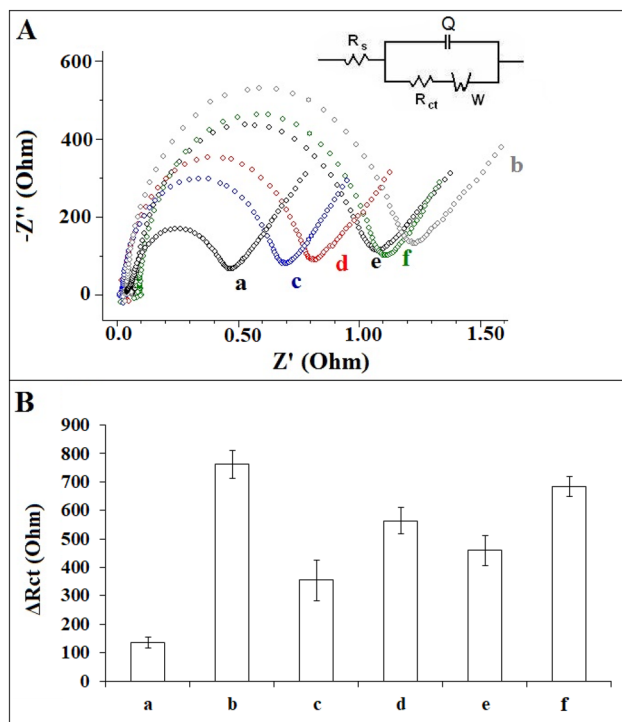 A
Q
Rs
Rct
W
600
400
200
0
-Z'' (Ohm)
b
a
c
d
e
f
0.0
0.50
1.00
1.50
Z' (Ohm)
B
900
800
700
600
500
400
300
200
100
0
ΔRct (Ohm)
a b c d e f